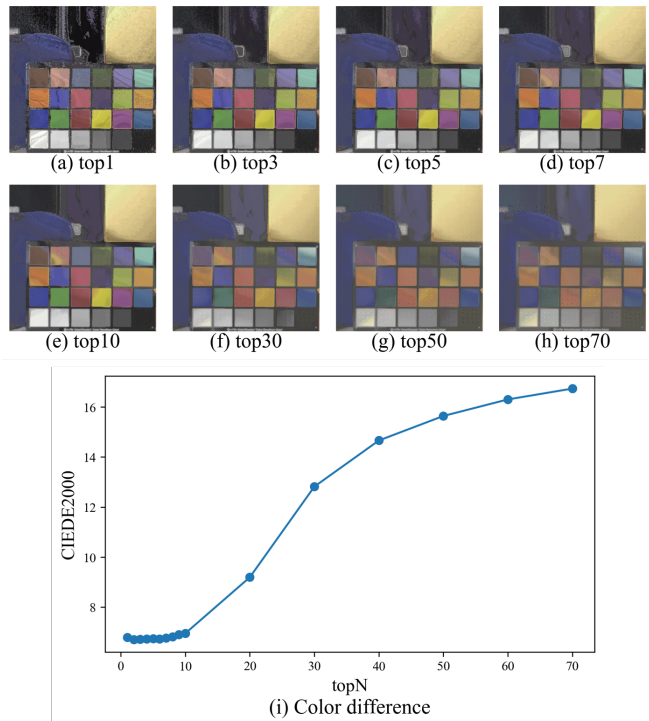 (a) top1
(b) top3
(c) top5
(d) top7
(e) top10
(f) top30
(g) top50
(h) top70
16
14
12
10
8
CIEDE2000
0 10 20 30 40 50 60 70
topN
(i) Color difference